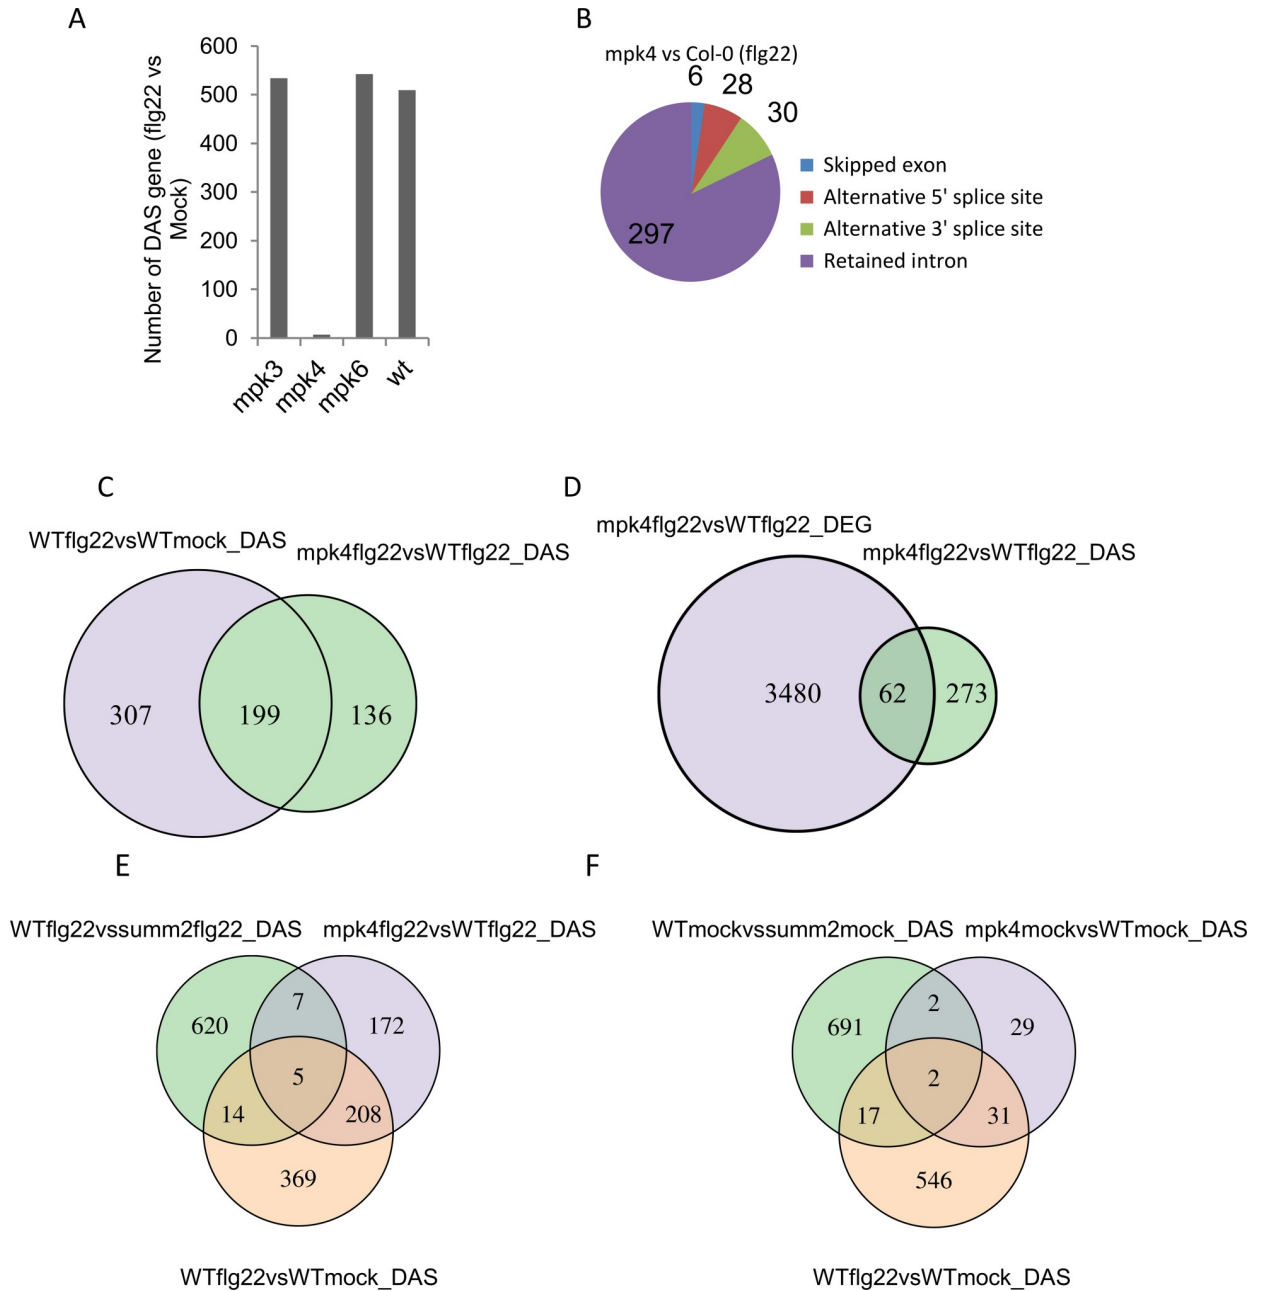 A
Number of DAS gene (flg22 vs
Mock)
600
500
400
300
200
100
0
mpk3
mpk4
mpk6
wt
B
mpk4 vs Col-0 (flg22)
6
28
30
297
Skipped exon
Alternative 5' splice site
Alternative 3' splice site
Retained intron
C
WTflg22vsWTmock_DAS
mpk4flg22vsWTflg22_DAS
307
199
136
D
mpk4flg22vsWTflg22_DEG
mpk4flg22vsWTflg22_DAS
3480
62
273
E
WTflg22vssumm2flg22_DAS
mpk4flg22vsWTflg22_DAS
7
620
172
5
14
208
369
WTflg22vsWTmock_DAS
F
WTmockvssumm2mock_DAS
mpk4mockvsWTmock_DAS
2
691
29
2
17
31
546
WTflg22vsWTmock_DAS